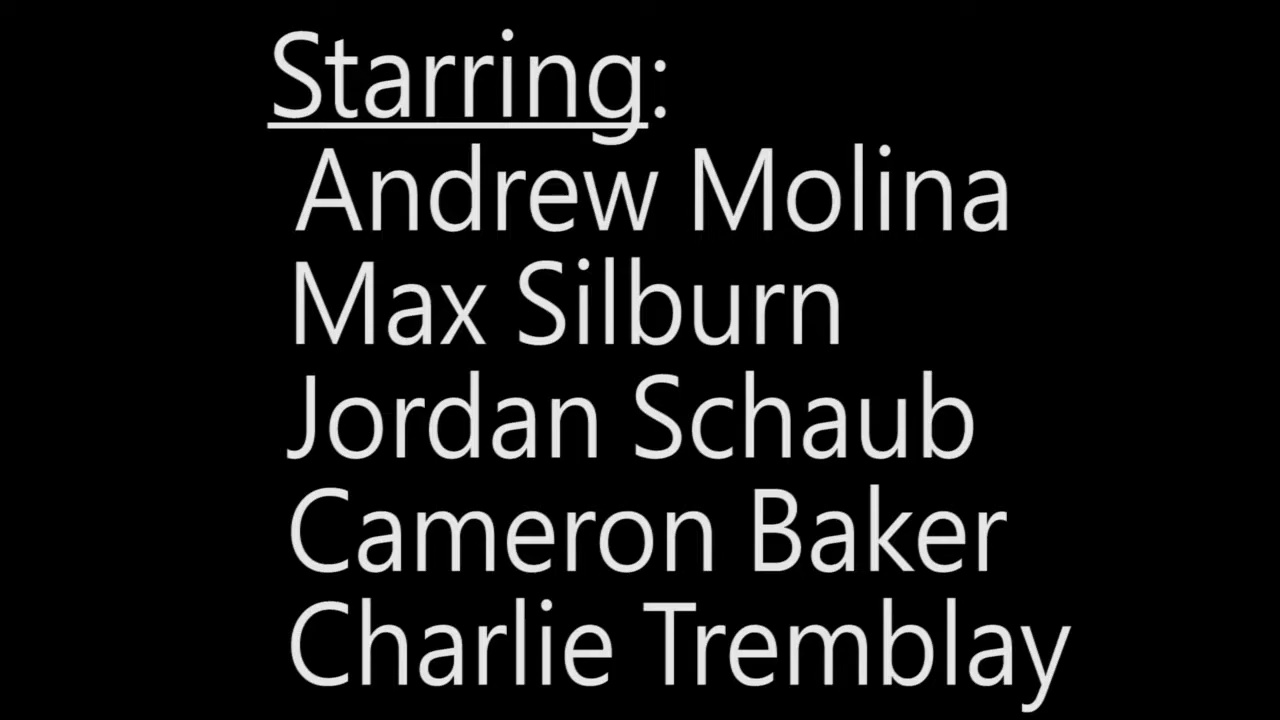 Starring:
Andrew Molina
Max Silburn
Jordan Schaub
Cameron Baker
Charlie Tremblay